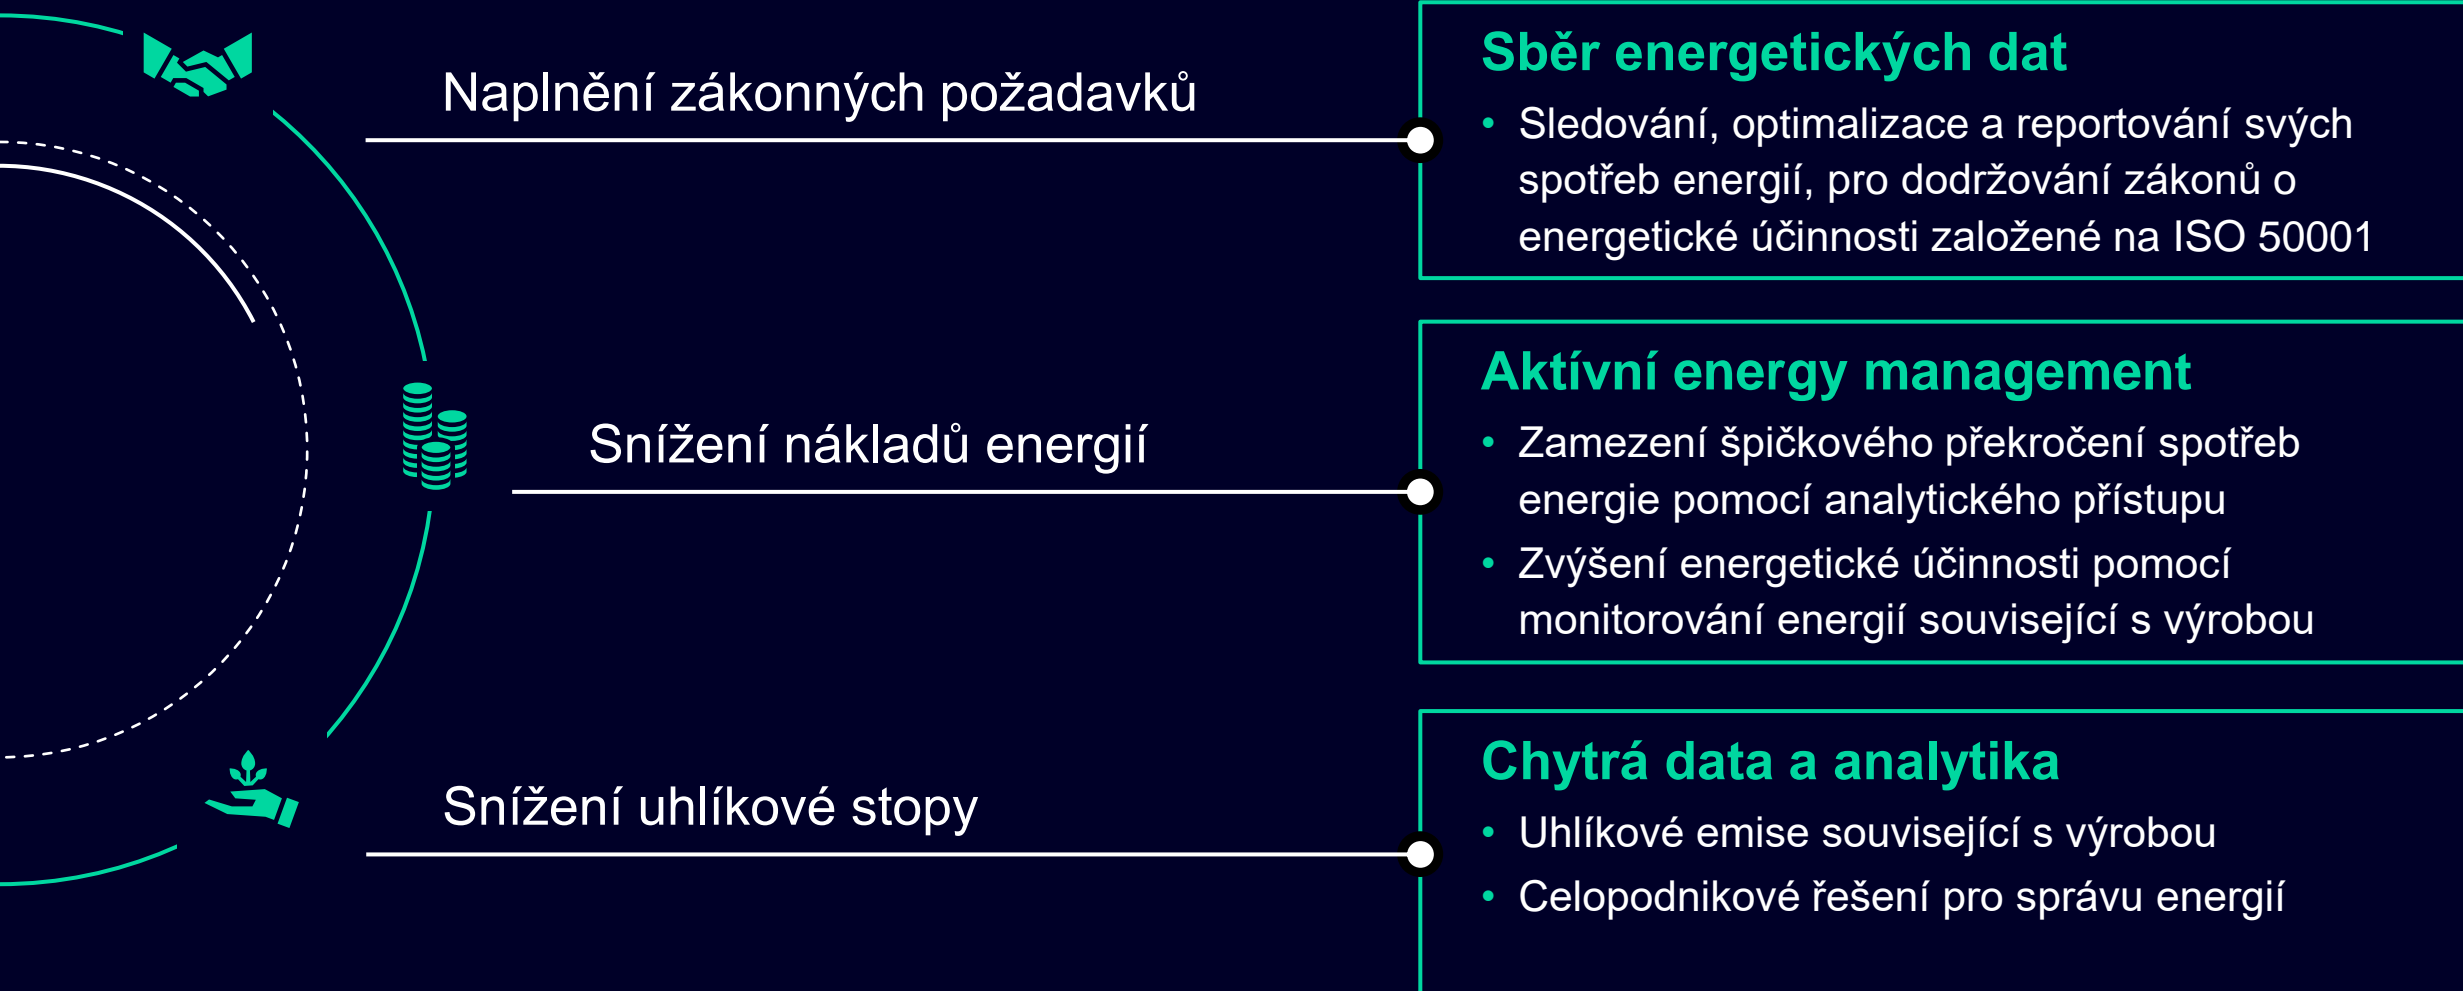 Naplnění zákonných požadavků
Sběr energetických dat
• Sledování, optimalizace a reportování svých
spotřeb energií, pro dodržování zákonů o
energetické účinnosti založené na ISO 50001
Snížení nákladů energií
Aktívní energy management
• Zamezení špičkového překročení spotřeb
energie pomocí analytického přístupu
• Zvýšení energetické účinnosti pomocí
monitorování energií související s výrobou
Snížení uhlíkové stopy
Chytrá data a analytika
• Uhlíkové emise související s výrobou
• Celopodnikové řešení pro správu energií